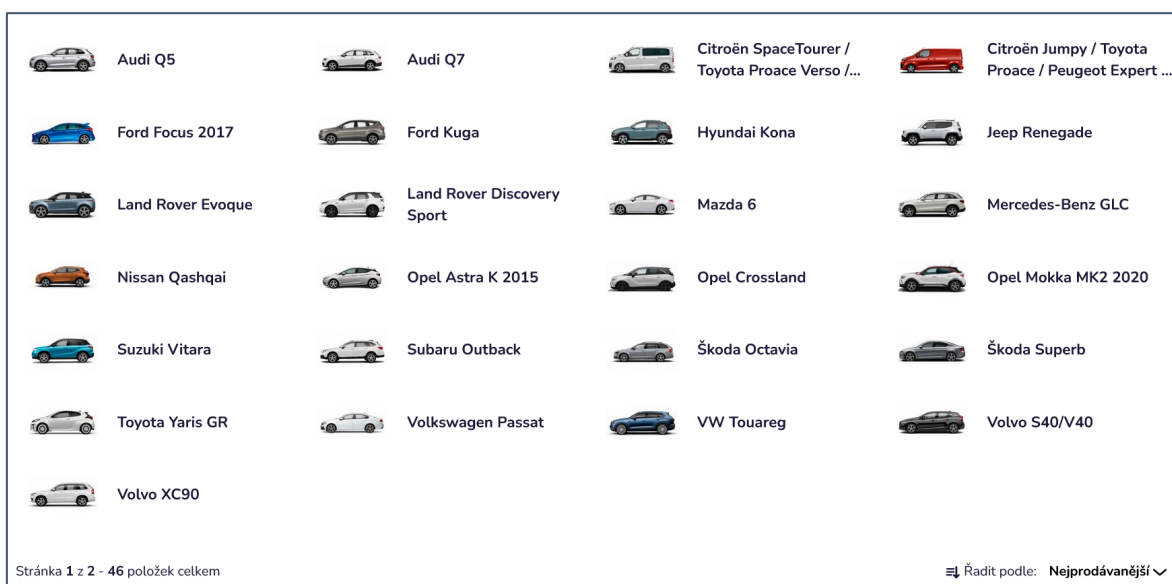 Audi Q5
Audi Q7
Citroën SpaceTourer /
Toyota Proace Verso /...
Citroën Jumpy / Toyota
Proace / Peugeot Expert ...
Ford Focus 2017
Ford Kuga
Hyundai Kona
Jeep Renegade
Land Rover Evoque
Land Rover Discovery
Sport
Mazda 6
Mercedes-Benz GLC
Nissan Qashqai
Opel Astra K 2015
Opel Crossland
Opel Mokka MK2 2020
Suzuki Vitara
Subaru Outback
Škoda Octavia
Škoda Superb
Toyota Yaris GR
Volkswagen Passat
VW Touareg
Volvo S40/V40
Volvo XC90
Stránka 1 z 2 - 46 položek celkem
Řadit podle: Nejprodávanější